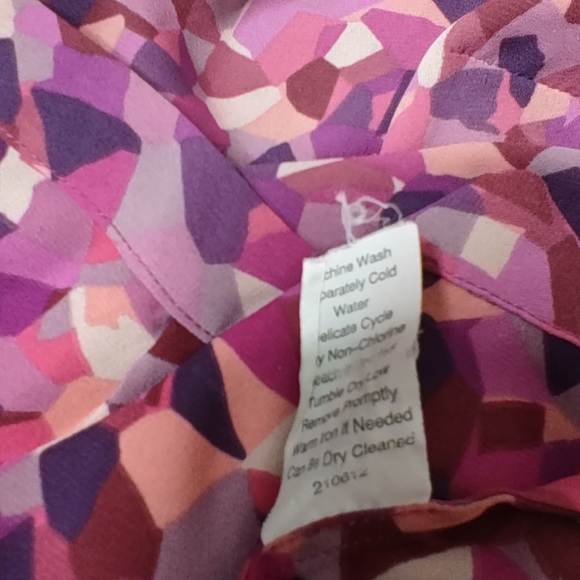 chine Wash
parately Cold
Water
elicate Cycle
y Non-Chlorine
Tumble Dry Low
Remove Promptly
Warm Iron If Needed
Can Be Dry Cleaned
210612